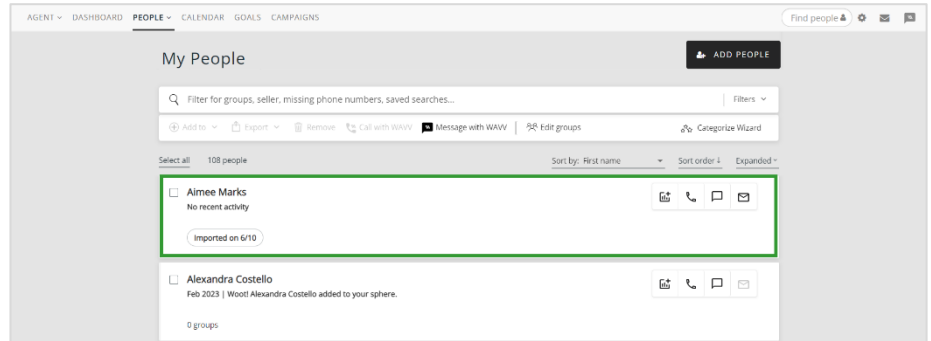 AGENT DASHBOARD PEOPLE CALENDAR GOALS CAMPAIGNS Find people
My People ADD PEOPLE
Filter for groups, seller, missing phone numbers, saved searches... Filters
Add to Export Remove Call with WAVV Message with WAVV Edit groups Categorize Wizard
Select all 108 people Sort by: First name Sort order↓ Expanded
Aimee Marks
No recent activity
Imported on 6/10
Alexandra Costello
Feb 2023 | Woot! Alexandra Costello added to your sphere.
0 groups